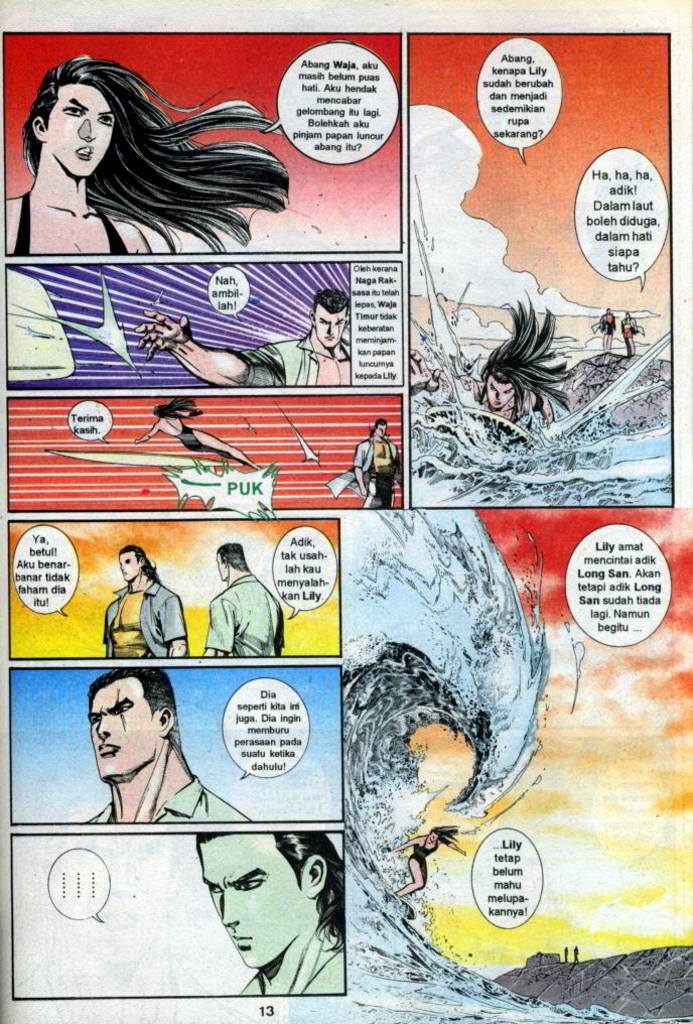 Abang Waja, aku
masih belum puas
hati. Aku hendak
mencabar
gelombang itu lagi.
Bolehkah aku
pinjam papan luncur
abang itu?
Abang,
kenapa Lily
sudah berubah
dan menjadi
sedemikian
rupa
sekarang?
Ha, ha, ha,
adik!
Dalam laut
boleh diduga,
dalam hati
siapa
tahu?
Nah,
ambil-
lah!
Oleh kerana
Naga Rak-
sasa itu telah
lepas, Waja
Timur tidak
keberatan
meminjam-
kan papan
luncurnya
kepada Lily.
Terima
kasih.
PUK
Ya,
betul!
Aku benar-
banar tidak
faham dia
itu!
Adik,
tak usah-
lah kau
menyalah-
kan Lily.
Lily amat
mencintai adik
Long San. Akan
tetapi adik Long
San sudah tiada
lagi. Namun
begitu ...
Dia
seperti kita ini
juga. Dia ingin
memburu
perasaan pada
suatu ketika
dahulu!
...Lily
tetap
belum
mahu
melupa-
kannya!
13